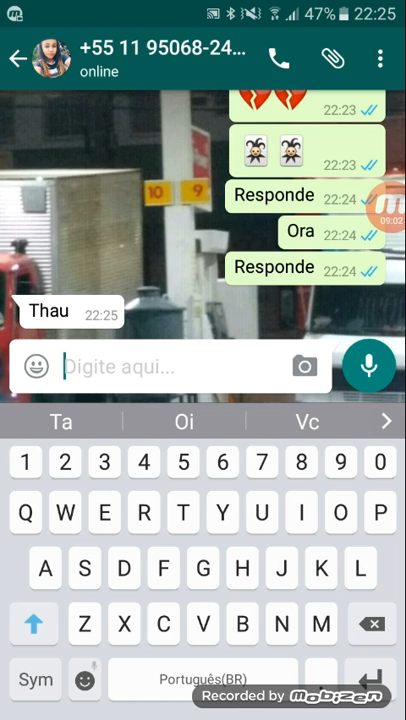 47% 22:25
+55 11 95068-24...
online
22:23
22:23
Responde 22:24
09:02
Ora 22:24
Responde 22:24
Thau 22:25
10 9
Digite aqui...
Ta Oi Vc
1 2 3 4 5 6 7 8 9 0
Q W E R T Y U I O P
A S D F G H J K L
Z X C V B N M
Sym Português(BR) .
Recorded by mobizen